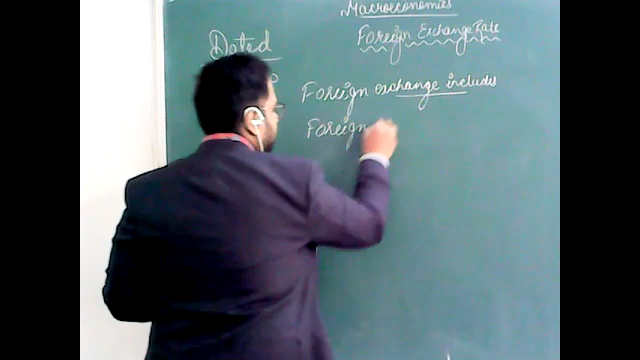 Macroeconomics
Foreign Exchange Rate
Dated
Foreign exchange includes
Foreign